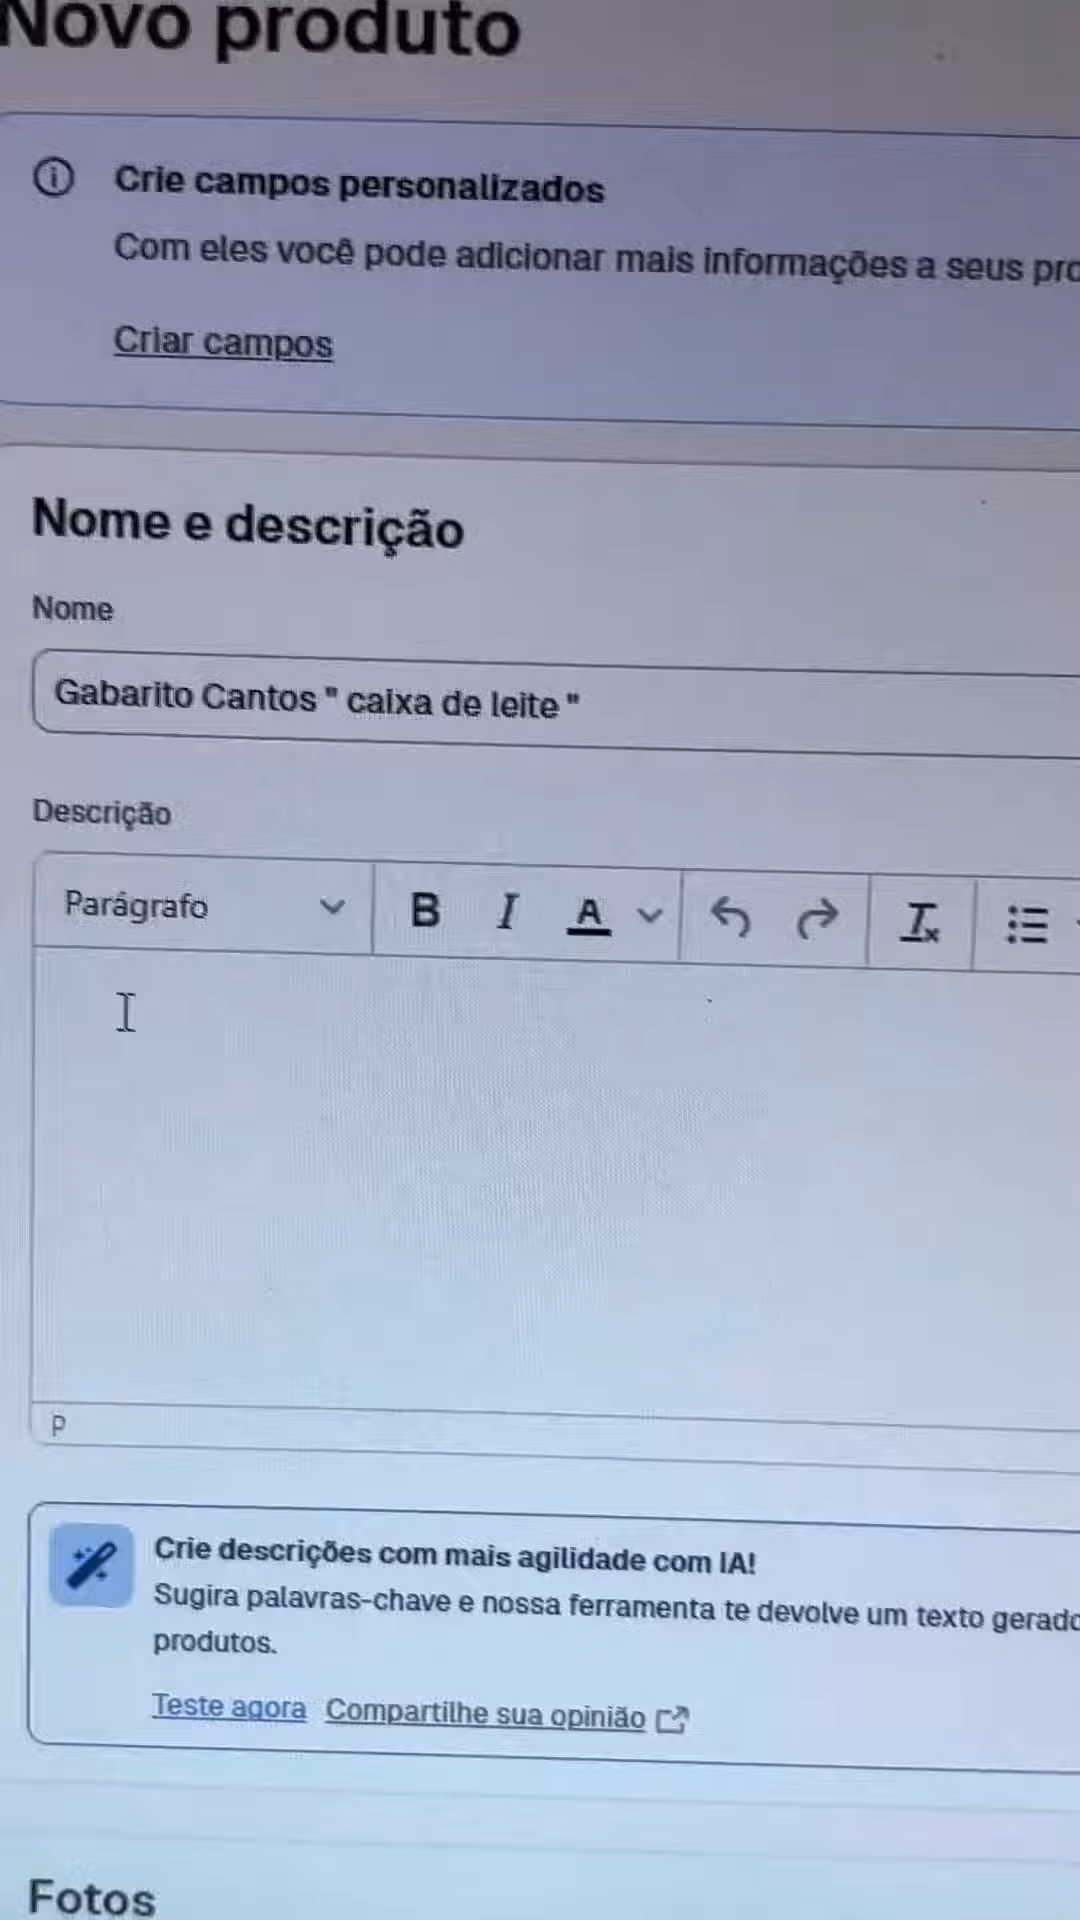 Novo produto
Crie campos personalizados
Com eles você pode adicionar mais informações a seus
Criar campos
Nome e descrição
Nome
Gabarito Cantos " caixa de leite "
Descrição
Parágrafo
B I A
P
Crie descrições com mais agilidade com IA!
Sugira palavras-chave e nossa ferramenta te devolve um texto
produtos.
Teste agora Compartilhe sua opinião
Fotos